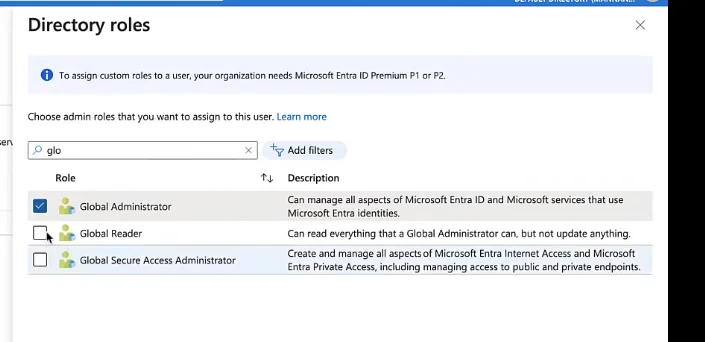 Directory roles
To assign custom roles to a user, your organization needs Microsoft Entra ID Premium P1 or P2.
Choose admin roles that you want to assign to this user. Learn more
glo
Add filters
Role
Description
Global Administrator
Can manage all aspects of Microsoft Entra ID and Microsoft services that use
Microsoft Entra identities.
Global Reader
Can read everything that a Global Administrator can, but not update anything.
Global Secure Access Administrator
Create and manage all aspects of Microsoft Entra Internet Access and Microsoft
Entra Private Access, including managing access to public and private endpoints.